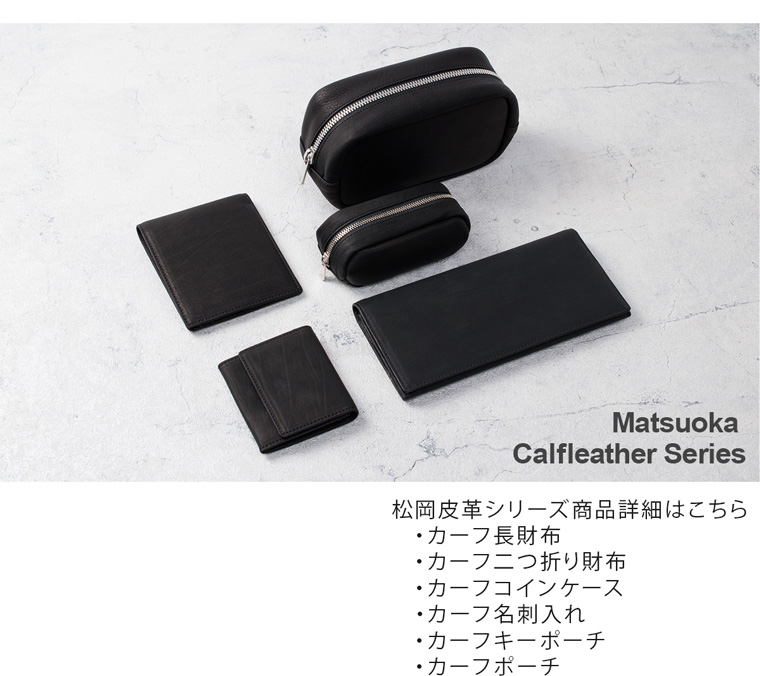 Matsuoka
Calfleather Series
松岡皮革シリーズ商品詳細はこちら
・カーフ長財布
・カーフ二つ折り財布
・カーフコインケース
・カーフ名刺入れ
・カーフキーポーチ
・カーフポーチ